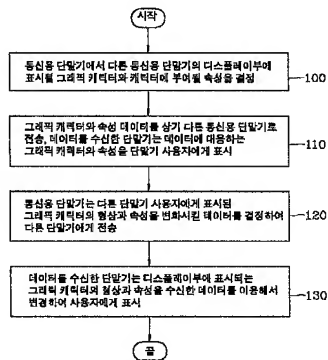 시작
통신용 단말기에서 다른 통신용 단말기의 디스플레이부에
표시될 그래픽 캐릭터와 캐릭터에 부여될 속성을 결정
100
그래픽 캐릭터와 속성 데이터를 상기 다른 통신용 단말기로
전송, 데이터를 수신한 단말기는 데이터에 대응하는
그래픽 캐릭터와 속성을 단말기 사용자에게 표시
110
통신용 단말기는 다른 단말기 사용자에게 표시된
그래픽 캐릭터의 형상과 속성을 변화시킬 데이터를 결정하여
다른 단말기에게 전송
120
데이터를 수신한 단말기는 디스플레이부에 표시되는
그래픽 캐릭터의 형상과 속성을 수신한 데이터를 이용해서
변경하여 사용자에게 표시
130
끝